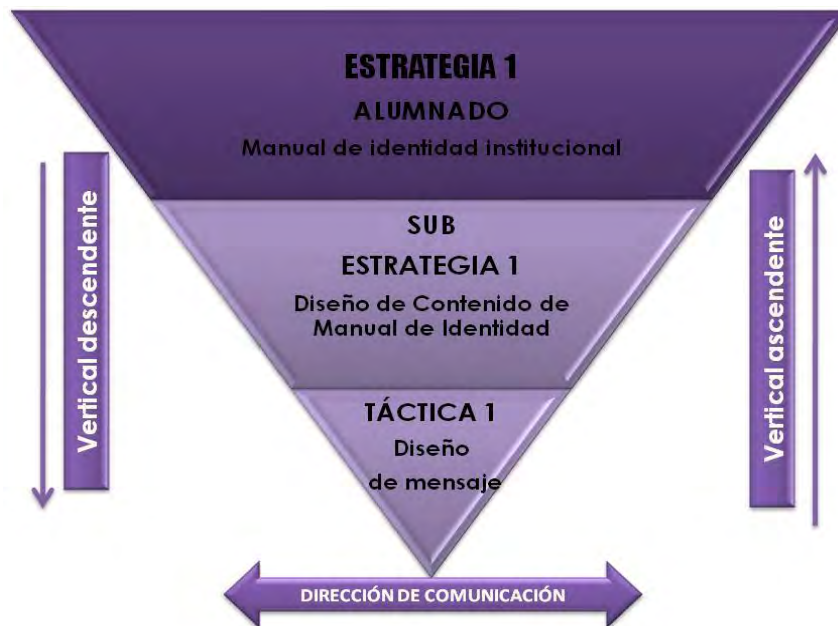 ESTRATEGIA 1
ALUMNADO
Manual de identidad institucional
Vertical descendente
SUB
ESTRATEGIA 1
Diseño de Contenido de
Manual de Identidad
Vertical ascendente
TÁCTICA 1
Diseño
de mensaje
DIRECCIÓN DE COMUNICACIÓN